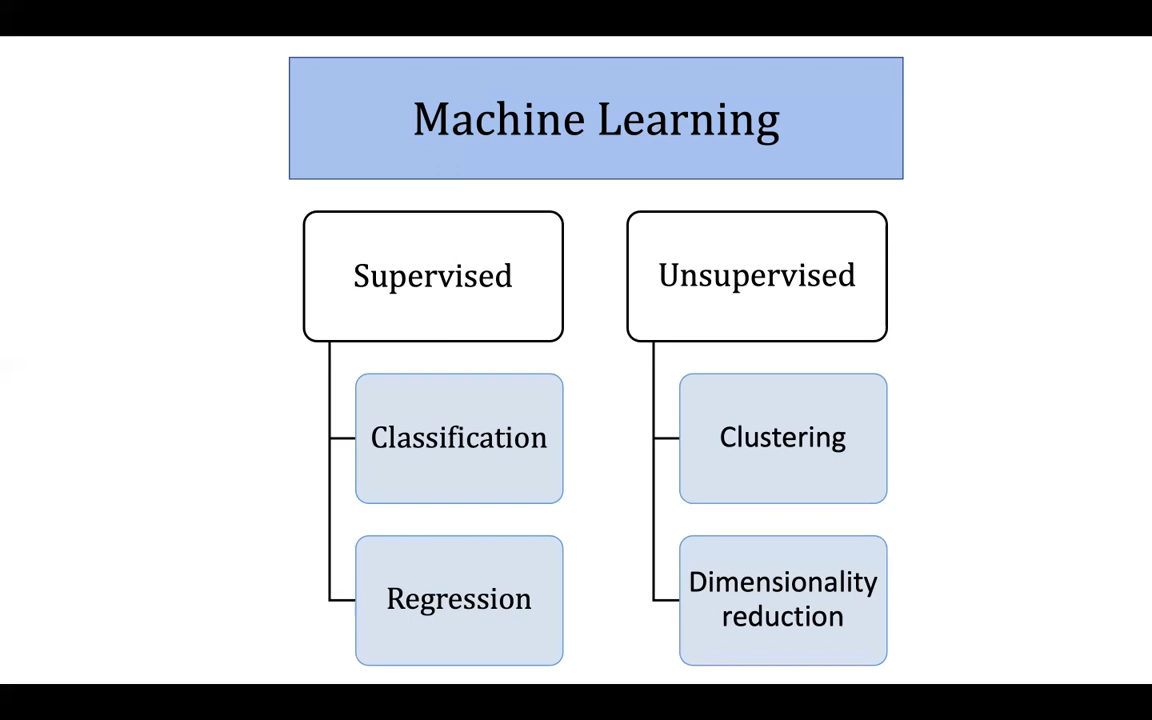 Machine Learning
Supervised
Unsupervised
Classification
Clustering
Regression
Dimensionality
reduction